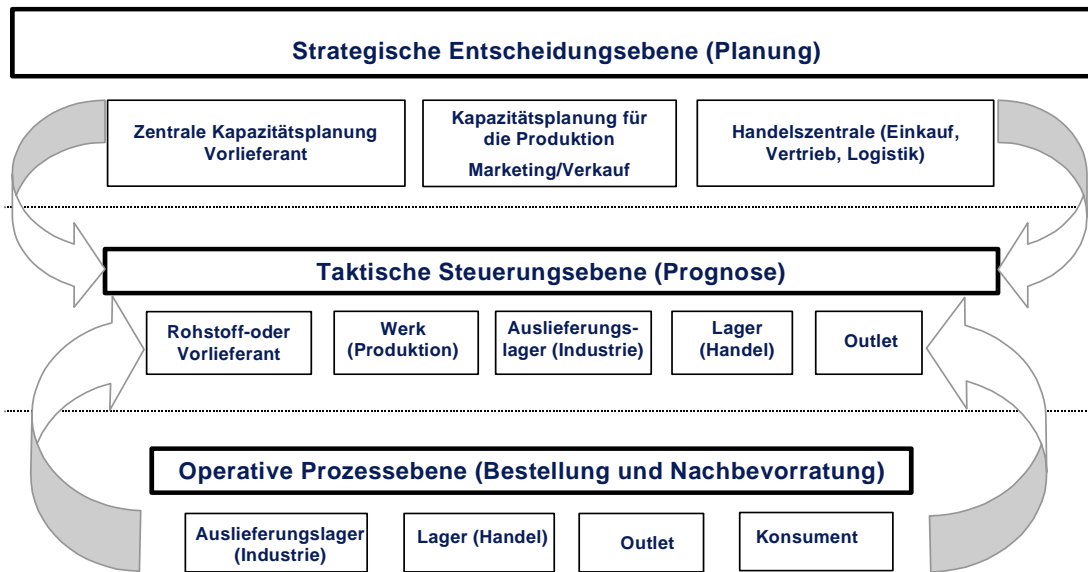 Strategische Entscheidungsebene (Planung)
Zentrale Kapazitätsplanung
Vorlieferant
Kapazitätsplanung für
die Produktion
Marketing/Verkauf
Handelszentrale (Einkauf,
Vertrieb, Logistik)
Taktische Steuerungsebene (Prognose)
Rohstoff-oder
Vorlieferant
Werk
(Produktion)
Auslieferungs-
lager (Industrie)
Lager
(Handel)
Outlet
Operative Prozessebene (Bestellung und Nachbevorratung)
Auslieferungslager
(Industrie)
Lager (Handel)
Outlet
Konsument